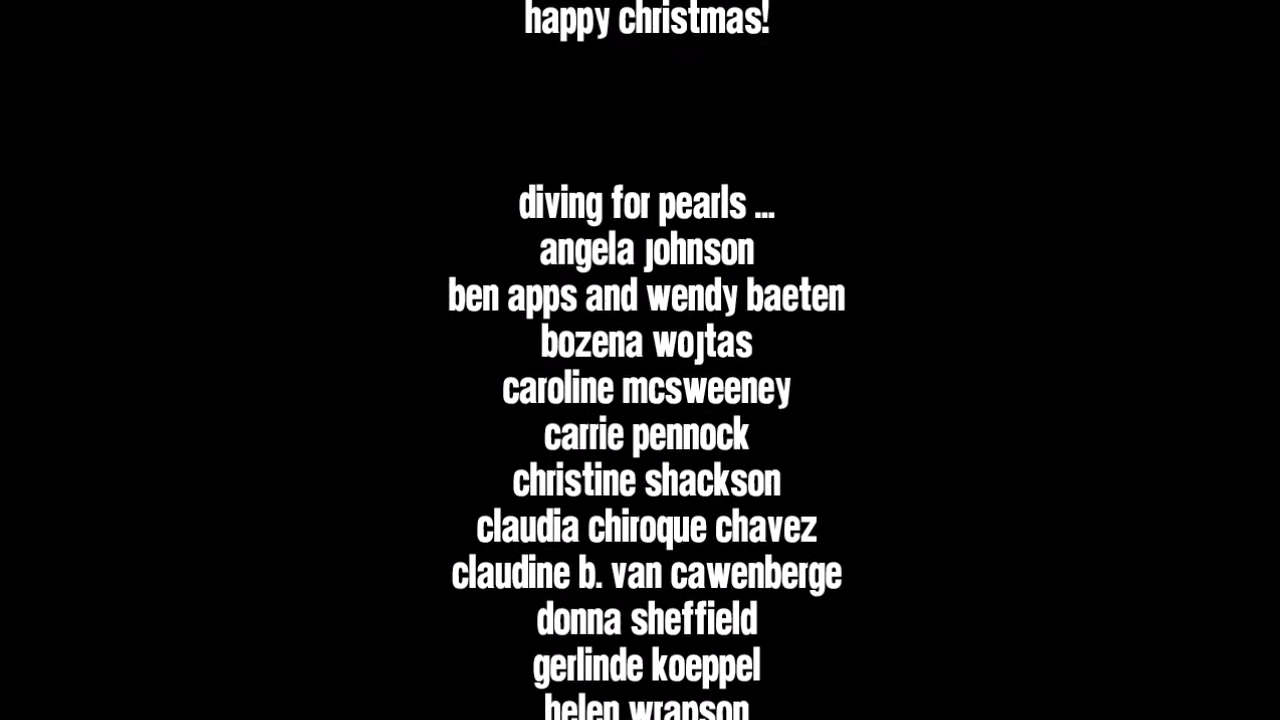 happy christmas!
diving for pearls ...
angela johnson
ben apps and wendy baeten
bozena wojtas
caroline mcsweeney
carrie pennock
christine shackson
claudia chiroque chavez
claudine b. van cawenberge
donna sheffield
gerlinde koeppel
helen wranson